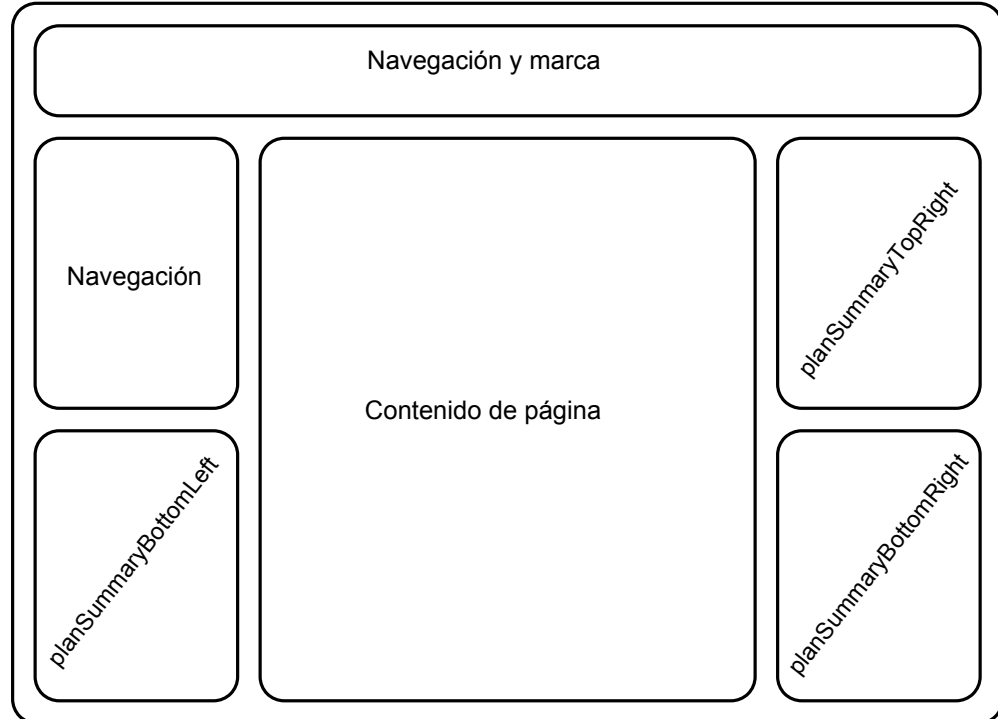 Navegación y marca
Navegación
planSummaryTopRight
Contenido de página
planSummaryBottomLeft
planSummaryBottomRight